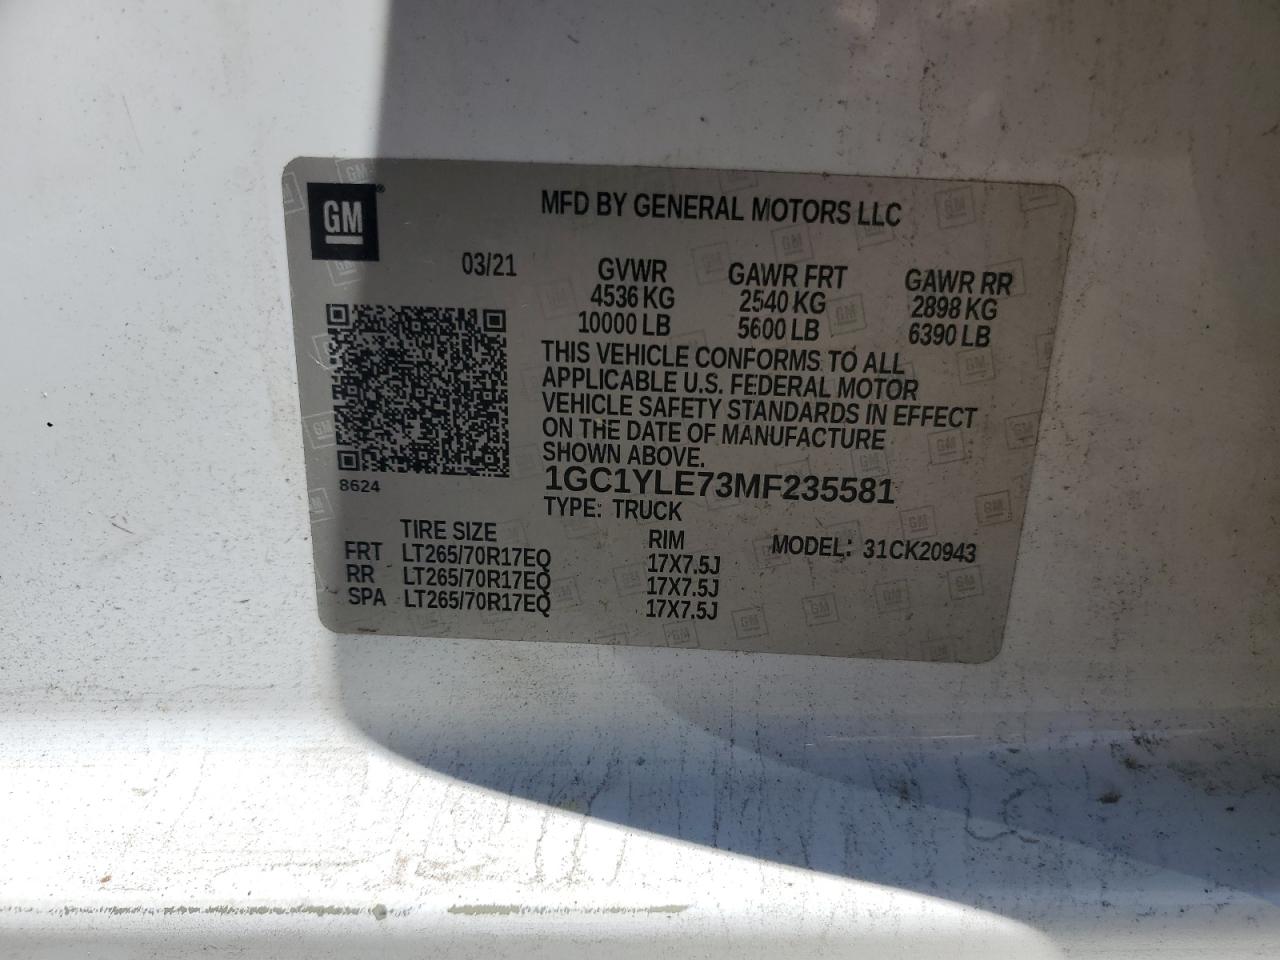 GM
MFD BY GENERAL MOTORS LLC
03/21
GVWR GAWR FRT GAWR RR
4536 KG 2540 KG 2898 KG
10000 LB 5600 LB 6390 LB
THIS VEHICLE CONFORMS TO ALL
APPLICABLE U.S. FEDERAL MOTOR
VEHICLE SAFETY STANDARDS IN EFFECT
ON THE DATE OF MANUFACTURE
SHOWN ABOVE.
8624
1GC1YLE73MF235581
TYPE: TRUCK
TIRE SIZE RIM MODEL: 31CK20943
FRT LT265/70R17EQ 17X7.5J
RR LT265/70R17EQ 17X7.5J
SPA LT265/70R17EQ 17X7.5J